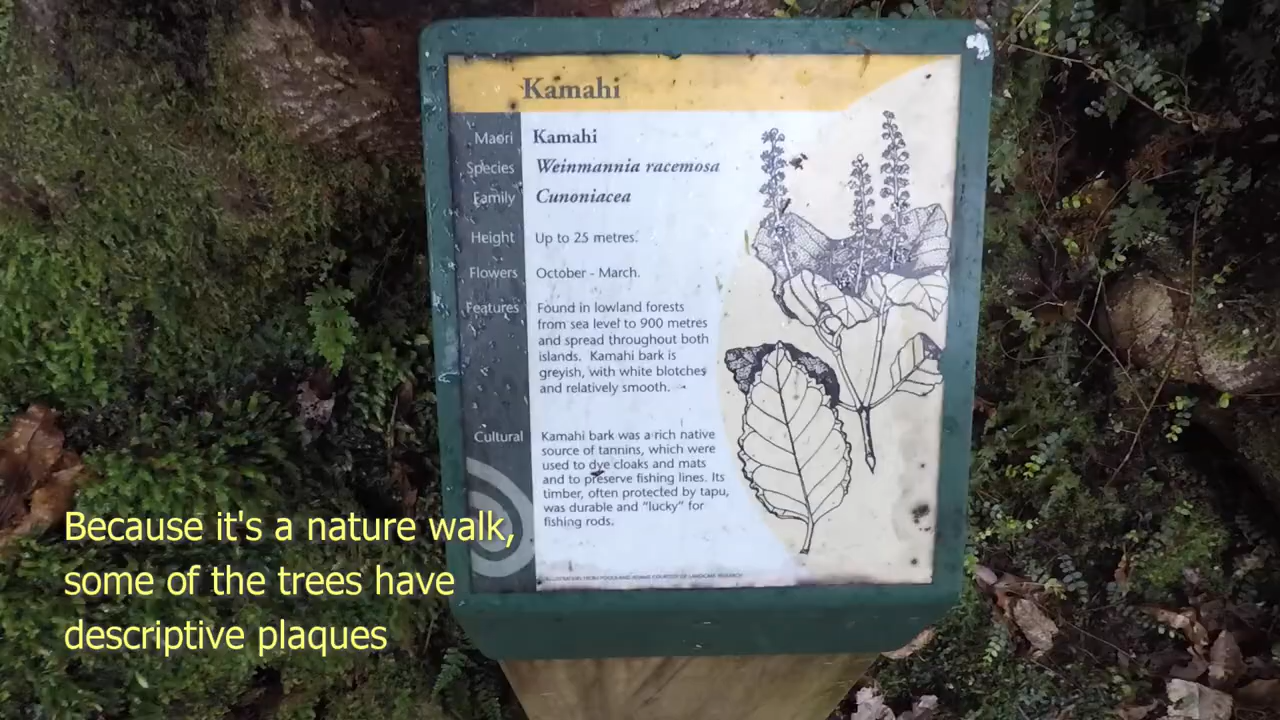 Kamahi
Maori Kamahi
Species Weinmannia racemosa
Family Cunoniacea
Height Up to 25 metres.
Flowers October - March.
Features Found in lowland forests
from sea level to 900 metres
and spread throughout both
islands. Kamahi bark is
greyish, with white blotches
and relatively smooth.
Cultural Kamahi bark was a rich native
source of tannins, which were
used to dye cloaks and mats
and to preserve fishing lines. Its
timber, often protected by tapu,
was durable and "lucky" for
fishing rods.
COURTESY OF LANDCARE RESEARCH
Because it's a nature walk,
some of the trees have
descriptive plaques